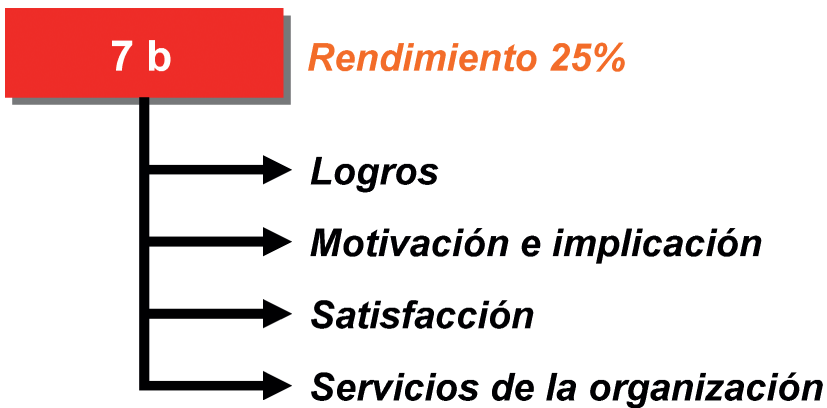 7 b
Rendimiento 25%
Logros
Motivación e implicación
Satisfacción
Servicios de la organización